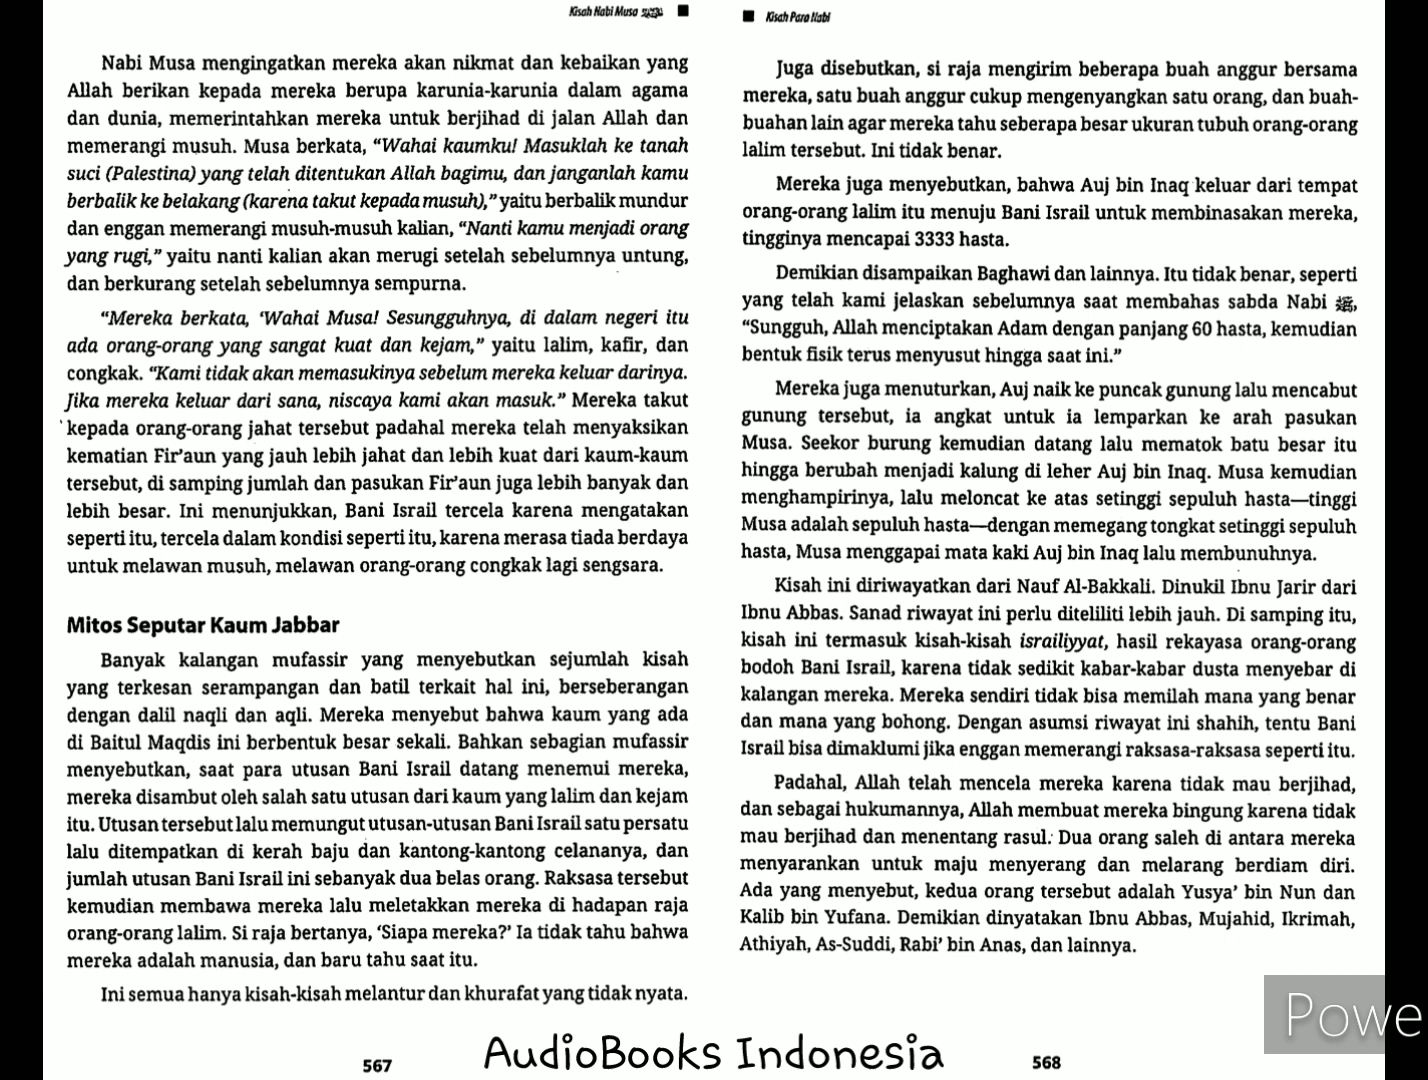 Kisah Nabi Musa ■
Nabi Musa mengingatkan mereka akan nikmat dan kebaikan yang
Allah berikan kepada mereka berupa karunia-karunia dalam agama
dan dunia, memerintahkan mereka untuk berjihad di jalan Allah dan
memerangi musuh. Musa berkata, “Wahai kaumku! Masuklah ke tanah
suci (Palestina) yang telah ditentukan Allah bagimu, dan janganlah kamu
berbalik ke belakang (karena takut kepada musuh),” yaitu berbalik mundur
dan enggan memerangi musuh-musuh kalian, “Nanti kamu menjadi orang
yang rugi,” yaitu nanti kalian akan merugi setelah sebelumnya untung,
dan berkurang setelah sebelumnya sempurna.
“Mereka berkata, ‘Wahai Musa! Sesungguhnya, di dalam negeri itu
ada orang-orang yang sangat kuat dan kejam,” yaitu lalim, kafir, dan
congkak. “Kami tidak akan memasukinya sebelum mereka keluar darinya.
Jika mereka keluar dari sana, niscaya kami akan masuk.” Mereka takut
kepada orang-orang jahat tersebut padahal mereka telah menyaksikan
kematian Fir’aun yang jauh lebih jahat dan lebih kuat dari kaum-kaum
tersebut, di samping jumlah dan pasukan Fir’aun juga lebih banyak dan
lebih besar. Ini menunjukkan, Bani Israil tercela karena mengatakan
seperti itu, tercela dalam kondisi seperti itu, karena merasa tiada berdaya
untuk melawan musuh, melawan orang-orang congkak lagi sengsara.
Mitos Seputar Kaum Jabbar
Banyak kalangan mufassir yang menyebutkan sejumlah kisah
yang terkesan serampangan dan batil terkait hal ini, berseberangan
dengan dalil naqli dan aqli. Mereka menyebut bahwa kaum yang ada
di Baitul Maqdis ini berbentuk besar sekali. Bahkan sebagian mufassir
menyebutkan, saat para utusan Bani Israil datang menemui mereka,
mereka disambut oleh salah satu utusan dari kaum yang lalim dan kejam
itu. Utusan tersebut lalu memungut utusan-utusan Bani Israil satu persatu
lalu ditempatkan di kerah baju dan kantong-kantong celananya, dan
jumlah utusan Bani Israil ini sebanyak dua belas orang. Raksasa tersebut
kemudian membawa mereka lalu meletakkan mereka di hadapan raja
orang-orang lalim. Si raja bertanya, ‘Siapa mereka?’ Ia tidak tahu bahwa
mereka adalah manusia, dan baru tahu saat itu.
Ini semua hanya kisah-kisah melantur dan khurafat yang tidak nyata.
567
■ Kisah Para Nabi
Juga disebutkan, si raja mengirim beberapa buah anggur bersama
mereka, satu buah anggur cukup mengenyangkan satu orang, dan buah-
buahan lain agar mereka tahu seberapa besar ukuran tubuh orang-orang
lalim tersebut. Ini tidak benar.
Mereka juga menyebutkan, bahwa Auj bin Inaq keluar dari tempat
orang-orang lalim itu menuju Bani Israil untuk membinasakan mereka,
tingginya mencapai 3333 hasta.
Demikian disampaikan Baghawi dan lainnya. Itu tidak benar, seperti
yang telah kami jelaskan sebelumnya saat membahas sabda Nabi ﷺ,
“Sungguh, Allah menciptakan Adam dengan panjang 60 hasta, kemudian
bentuk fisik terus menyusut hingga saat ini.”
Mereka juga menuturkan, Auj naik ke puncak gunung lalu mencabut
gunung tersebut, ia angkat untuk ia lemparkan ke arah pasukan
Musa. Seekor burung kemudian datang lalu mematok batu besar itu
hingga berubah menjadi kalung di leher Auj bin Inaq. Musa kemudian
menghampirinya, lalu meloncat ke atas setinggi sepuluh hasta—tinggi
Musa adalah sepuluh hasta—dengan memegang tongkat setinggi sepuluh
hasta, Musa menggapai mata kaki Auj bin Inaq lalu membunuhnya.
Kisah ini diriwayatkan dari Nauf Al-Bakkali. Dinukil Ibnu Jarir dari
Ibnu Abbas. Sanad riwayat ini perlu diteliliti lebih jauh. Di samping itu,
kisah ini termasuk kisah-kisah israiliyyat, hasil rekayasa orang-orang
bodoh Bani Israil, karena tidak sedikit kabar-kabar dusta menyebar di
kalangan mereka. Mereka sendiri tidak bisa memilah mana yang benar
dan mana yang bohong. Dengan asumsi riwayat ini shahih, tentu Bani
Israil bisa dimaklumi jika enggan memerangi raksasa-raksasa seperti itu.
Padahal, Allah telah mencela mereka karena tidak mau berjihad,
dan sebagai hukumannya, Allah membuat mereka bingung karena tidak
mau berjihad dan menentang rasul. Dua orang saleh di antara mereka
menyarankan untuk maju menyerang dan melarang berdiam diri.
Ada yang menyebut, kedua orang tersebut adalah Yusya’ bin Nun dan
Kalib bin Yufana. Demikian dinyatakan Ibnu Abbas, Mujahid, Ikrimah,
Athiyah, As-Suddi, Rabi’ bin Anas, dan lainnya.
568
AudioBooks Indonesia
Powe